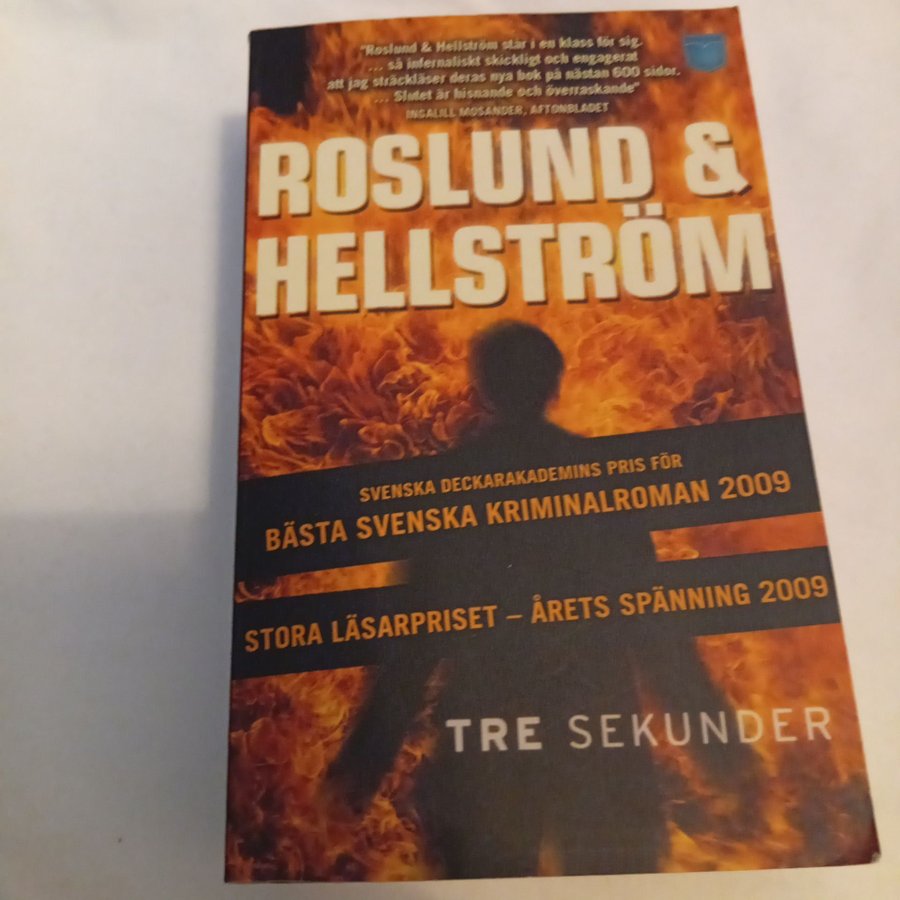 "Roslund & Hellström står i en klass för sig.
... så infernaliskt skickligt och engagerat
att jag sträckläser deras nya bok på nästan 600 sidor.
... Slutet är hisnande och överraskande"
INGALILL MOSANDER, AFTONBLADET
ROSLUND &
HELLSTRÖM
SVENSKA DECKARAKADEMINS PRIS FÖR
BÄSTA SVENSKA KRIMINALROMAN 2009
STORA LÄSARPRISET – ÅRETS SPÄNNING 2009
TRE SEKUNDER